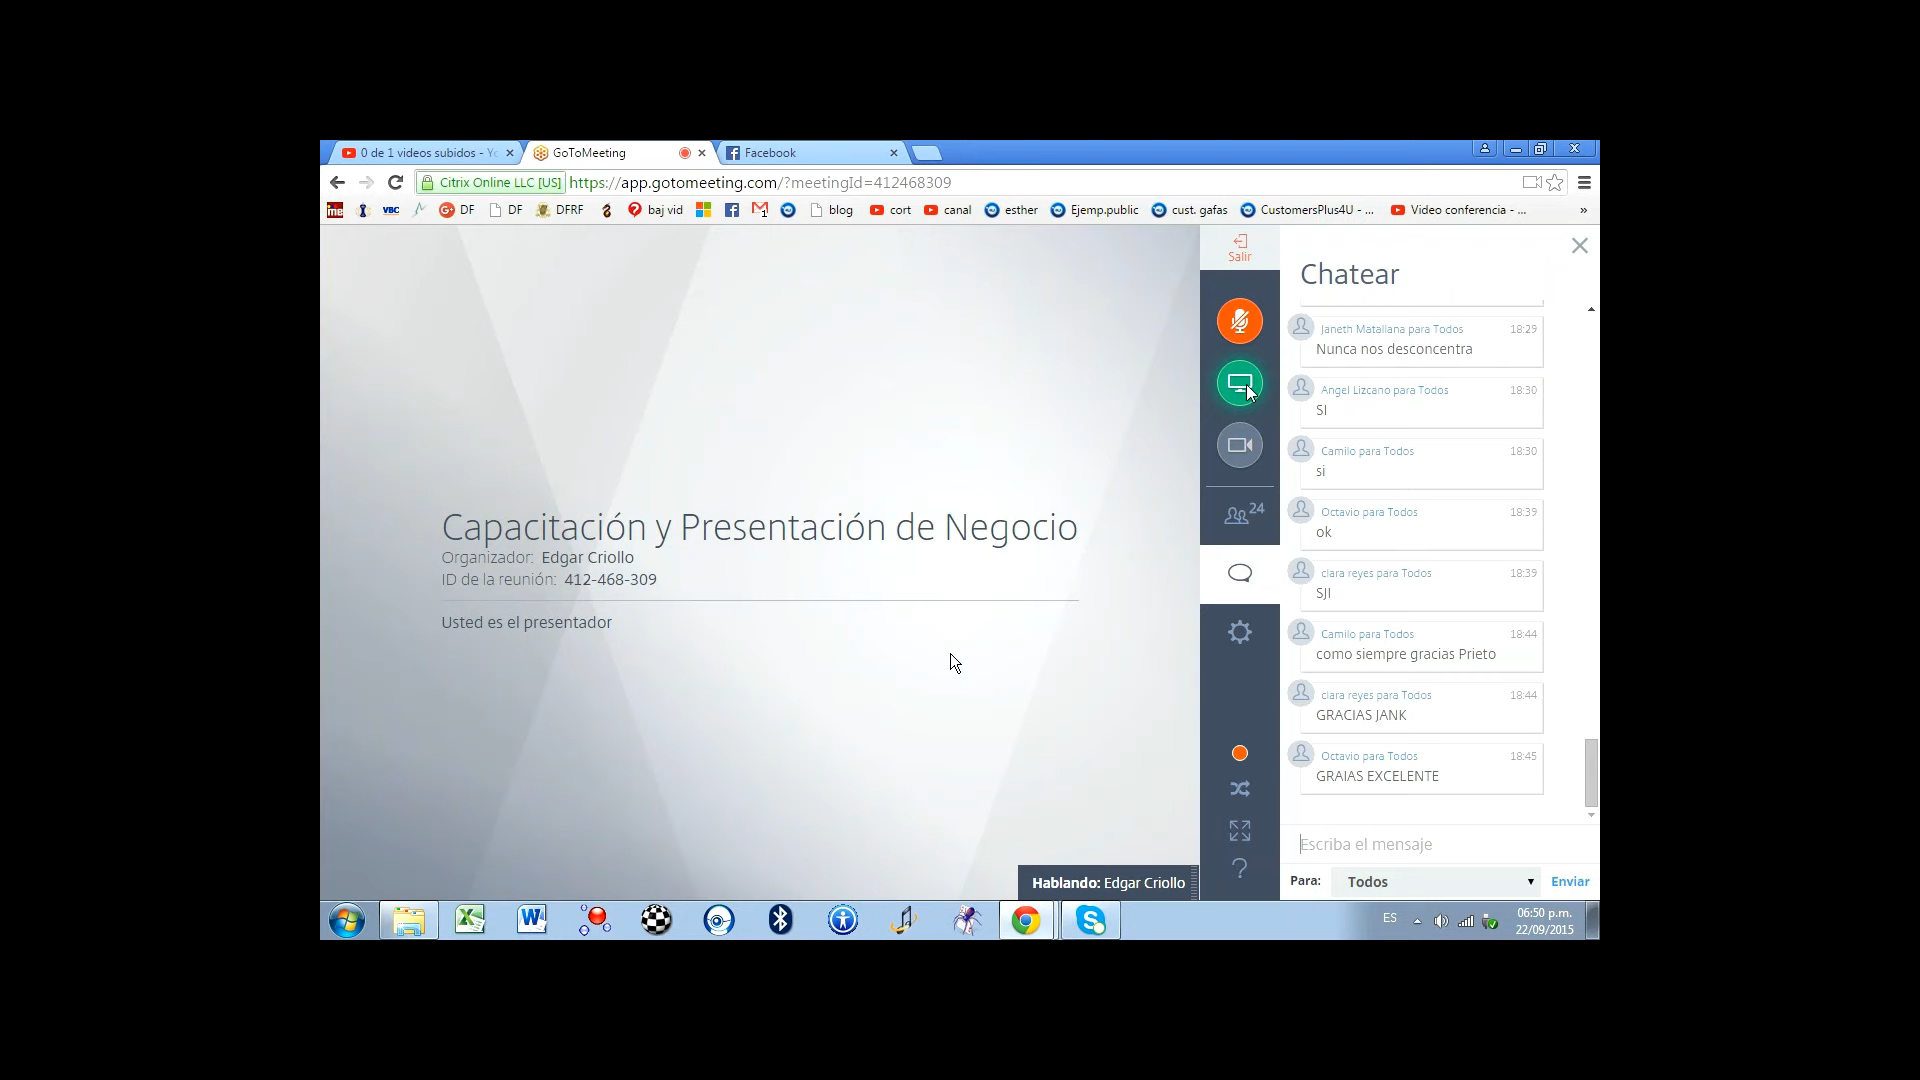 0 de 1 videos subidos - Yo
GoToMeeting
Facebook
Citrix Online LLC [US]
https://app.gotomeeting.com/?meetingId=412468309
me
VBC
DF
DF
DFRF
baj vid
blog
cort
canal
esther
Ejemp.public
cust. gafas
CustomersPlus4U - ...
Video conferencia - ...
»
Capacitación y Presentación de Negocio
Organizador: Edgar Criollo
ID de la reunión: 412-468-309
Usted es el presentador
Hablando: Edgar Criollo
Salir
24
Chatear
Janeth Matallana para Todos 18:29
Nunca nos desconcentra
Angel Lizcano para Todos 18:30
SI
Camilo para Todos 18:30
si
Octavio para Todos 18:39
ok
clara reyes para Todos 18:39
SJI
Camilo para Todos 18:44
como siempre gracias Prieto
clara reyes para Todos 18:44
GRACIAS JANK
Octavio para Todos 18:45
GRAIAS EXCELENTE
Escriba el mensaje
Para: Todos Enviar
ES
06:50 p.m.
22/09/2015